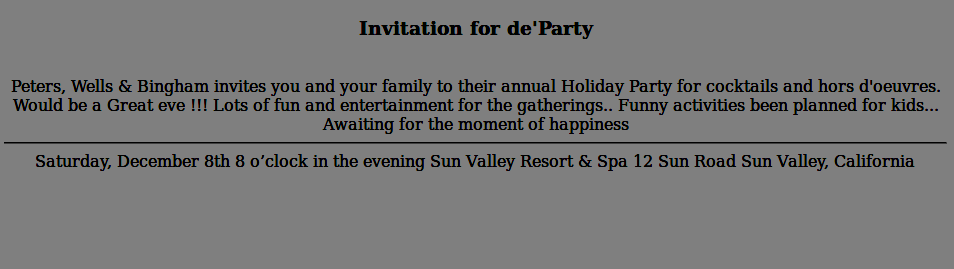 Invitation for de'Party
Peters, Wells & Bingham invites you and your family to their annual Holiday Party for cocktails and hors d'oeuvres.
Would be a Great eve !!! Lots of fun and entertainment for the gatherings.. Funny activities been planned for kids...
Awaiting for the moment of happiness
Saturday, December 8th 8 o’clock in the evening Sun Valley Resort & Spa 12 Sun Road Sun Valley, California